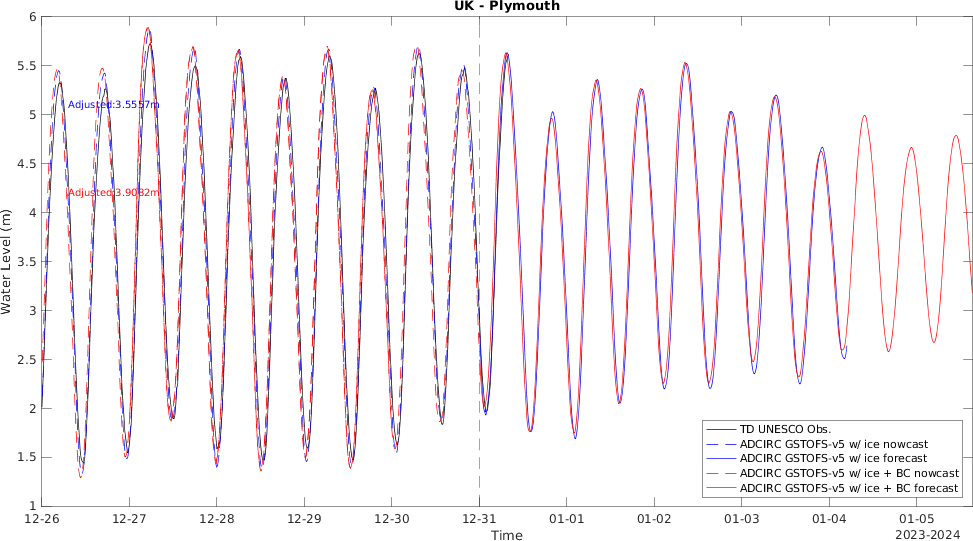 UK - Plymouth
6
5.5
5
4.5
4
3.5
3
2.5
2
1.5
1
Water Level (m)
Adjusted:3.5557m
Adjusted:3.9082m
TD UNESCO Obs.
ADCIRC GSTOFS-v5 w/ ice nowcast
ADCIRC GSTOFS-v5 w/ ice forecast
ADCIRC GSTOFS-v5 w/ ice + BC nowcast
ADCIRC GSTOFS-v5 w/ ice + BC forecast
12-26 12-27 12-28 12-29 12-30 12-31 01-01 01-02 01-03 01-04 01-05
Time
2023-2024